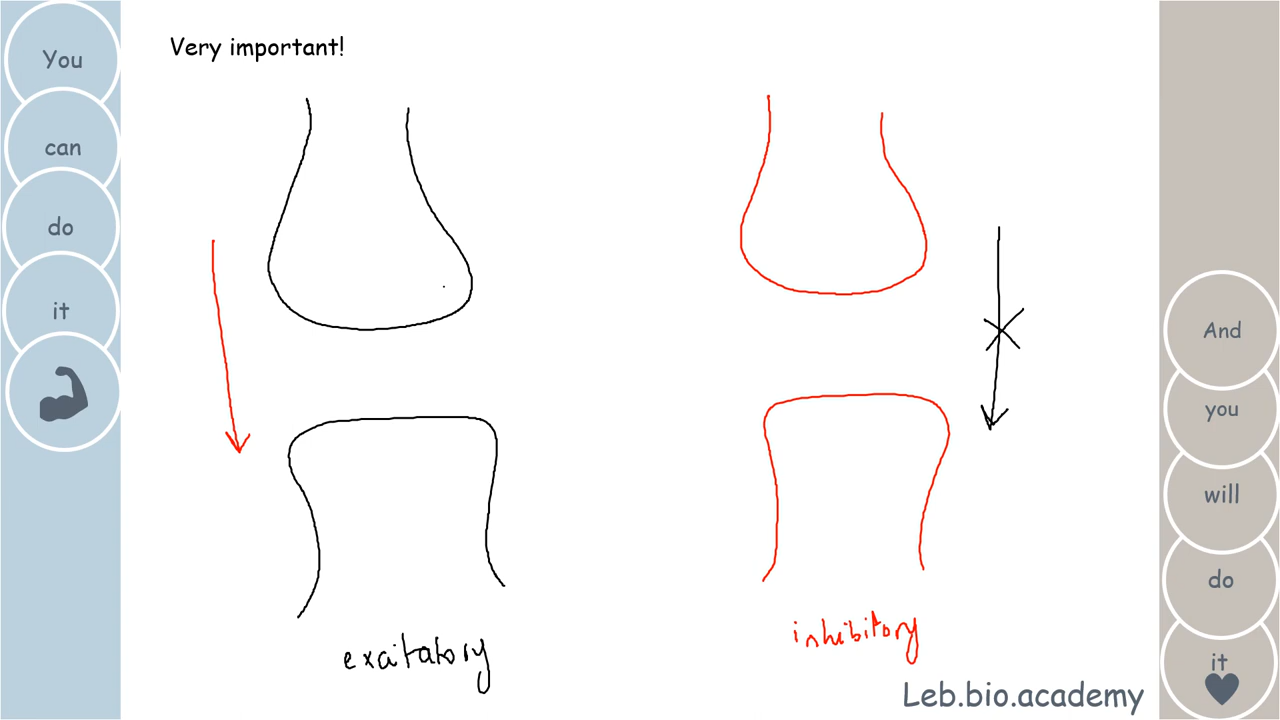 You
can
do
it
Very important!
excitatory
inhibitory
And
you
will
do
it
Leb.bio.academy